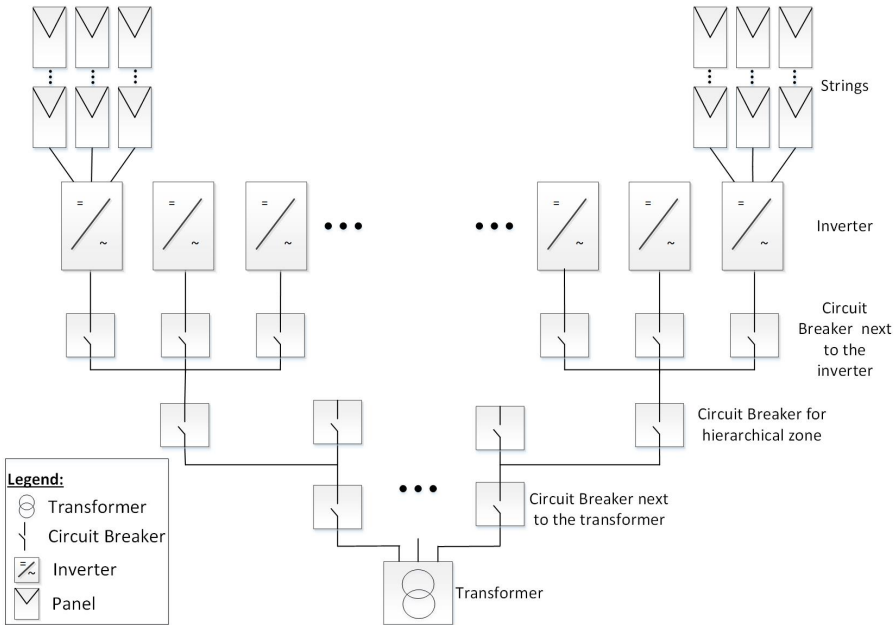 Strings
Inverter
Circuit
Breaker next
to the
inverter
Circuit Breaker for
hierarchical zone
Circuit Breaker next
to the transformer
Transformer
Legend:
Transformer
Circuit Breaker
Inverter
Panel